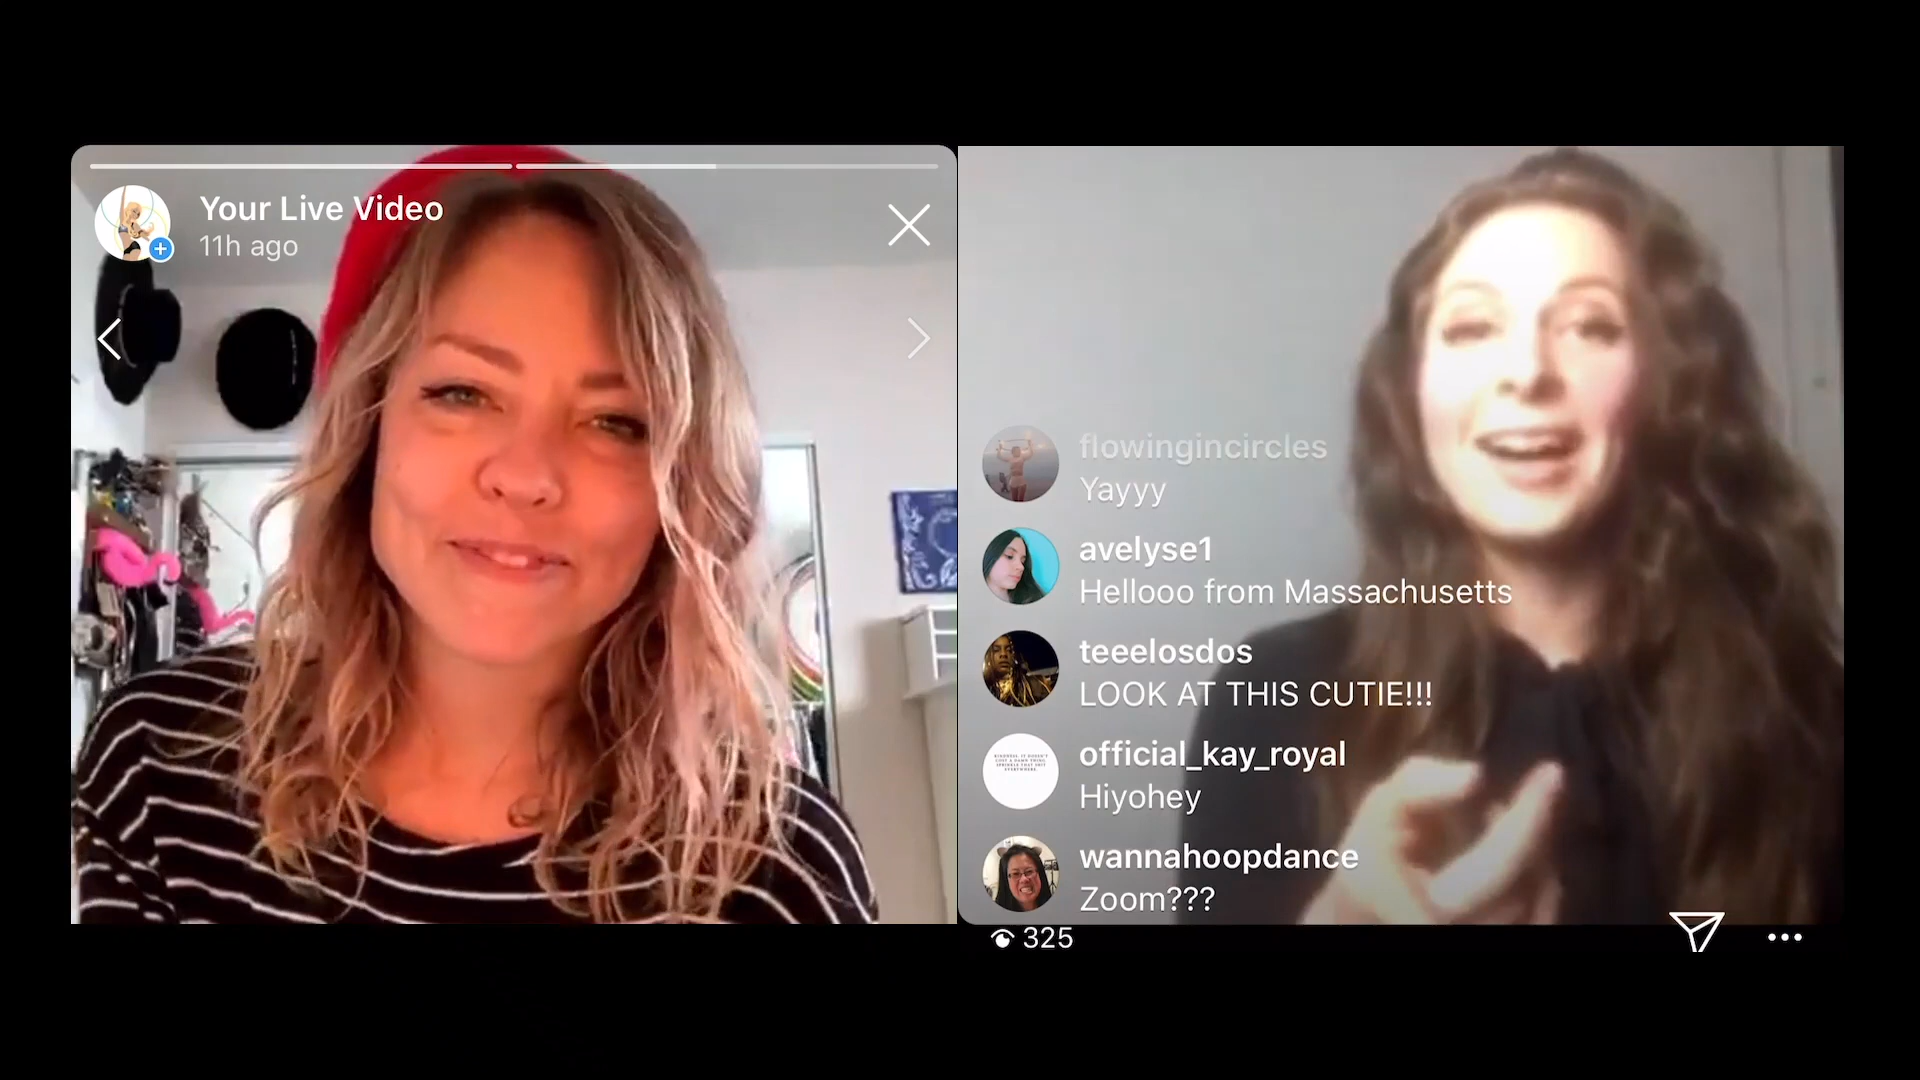 Your Live Video
11h ago
flowingincircles
Yayyy
avelyse1
Hellooo from Massachusetts
teeelosdos
LOOK AT THIS CUTIE!!!
official_kay_royal
Hiyohey
wannahoopdance
Zoom???
325